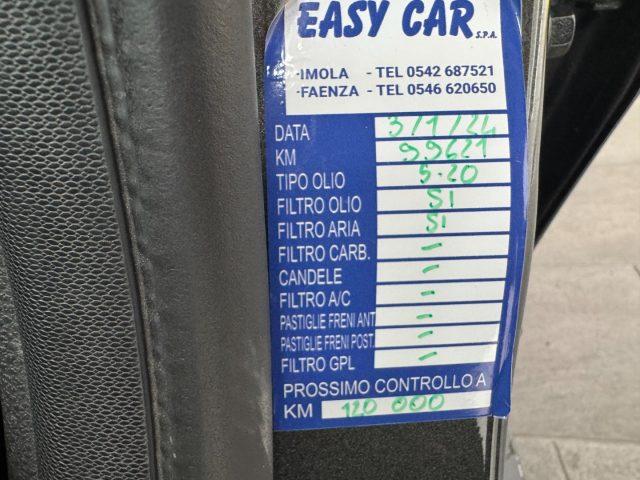 EASY CAR S.P.A.
-IMOLA - TEL 0542 687521
-FAENZA - TEL 0546 620650
DATA 3/1/24
KM 99621
TIPO OLIO 5-20
FILTRO OLIO SI
FILTRO ARIA SI
FILTRO CARB. -
CANDELE -
FILTRO A/C -
PASTIGLIE FRENI ANT. -
PASTIGLIE FRENI POST. -
FILTRO GPL -
PROSSIMO CONTROLLO A
KM 120 000